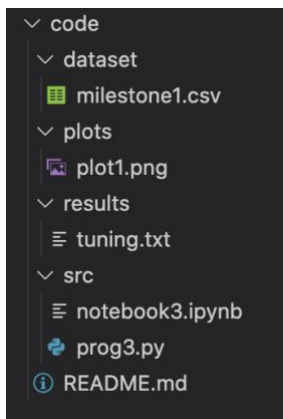 code
dataset
milestone1.csv
plots
plot1.png
results
tuning.txt
src
notebook3.ipynb
prog3.py
README.md